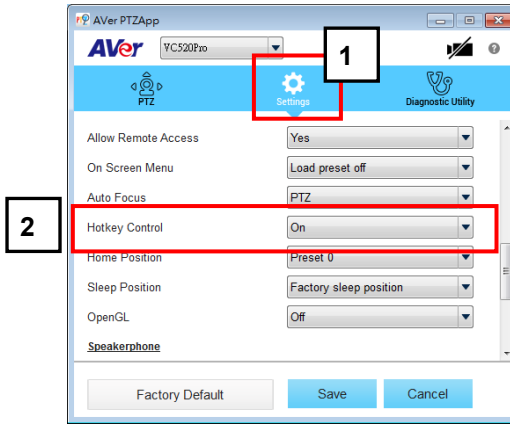 AVer PTZApp
AVer VC520Pro
1
PTZ Settings Diagnostic Utility
Allow Remote Access Yes
On Screen Menu Load preset off
Auto Focus PTZ
2
Hotkey Control On
Home Position Preset 0
Sleep Position Factory sleep position
OpenGL Off
Speakerphone
Factory Default Save Cancel